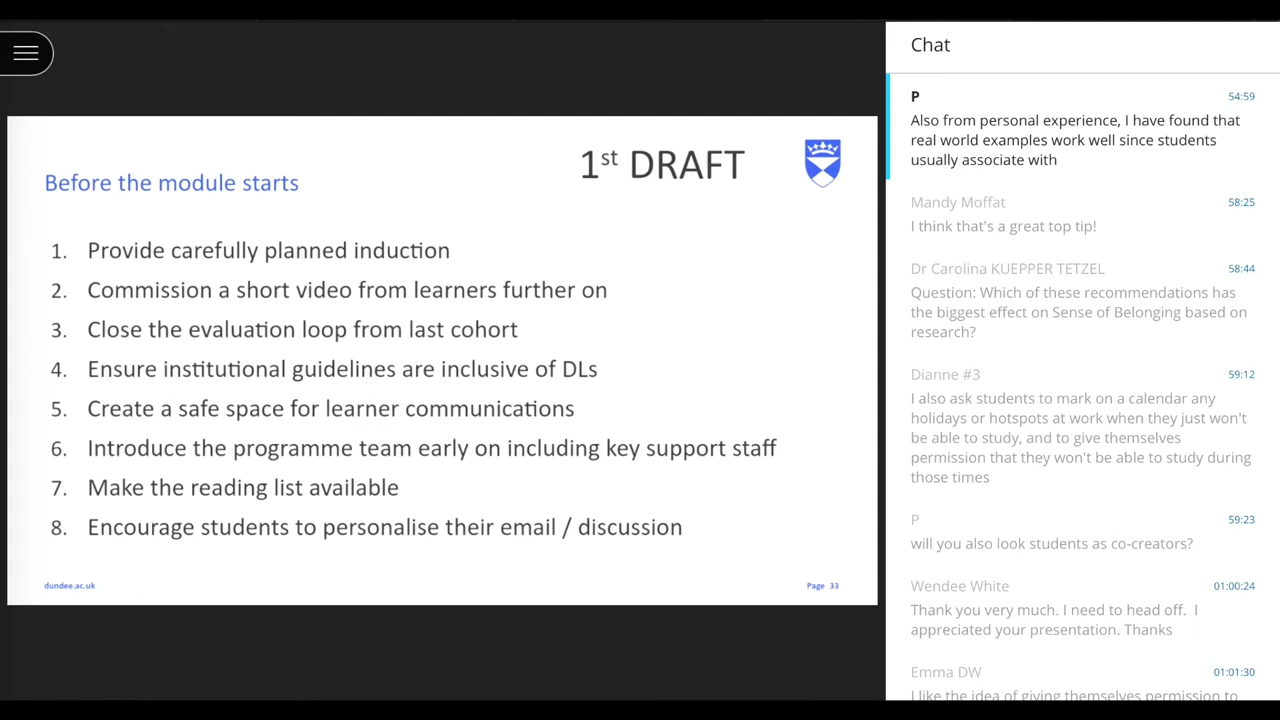 1st DRAFT
Before the module starts
1. Provide carefully planned induction
2. Commission a short video from learners further on
3. Close the evaluation loop from last cohort
4. Ensure institutional guidelines are inclusive of DLs
5. Create a safe space for learner communications
6. Introduce the programme team early on including key support staff
7. Make the reading list available
8. Encourage students to personalise their email / discussion
dundee.ac.uk
Page 33
Chat
P 54:59
Also from personal experience, I have found that
real world examples work well since students
usually associate with
Mandy Moffat 58:25
I think that's a great top tip!
Dr Carolina KUEPPER TETZEL 58:44
Question: Which of these recommendations has
the biggest effect on Sense of Belonging based on
research?
Dianne #3 59:12
I also ask students to mark on a calendar any
holidays or hotspots at work when they just won't
be able to study, and to give themselves
permission that they won't be able to study during
those times
P 59:23
will you also look students as co-creators?
Wendee White 01:00:24
Thank you very much. I need to head off. I
appreciated your presentation. Thanks
Emma DW 01:01:30
I like the idea of giving themselves permission to